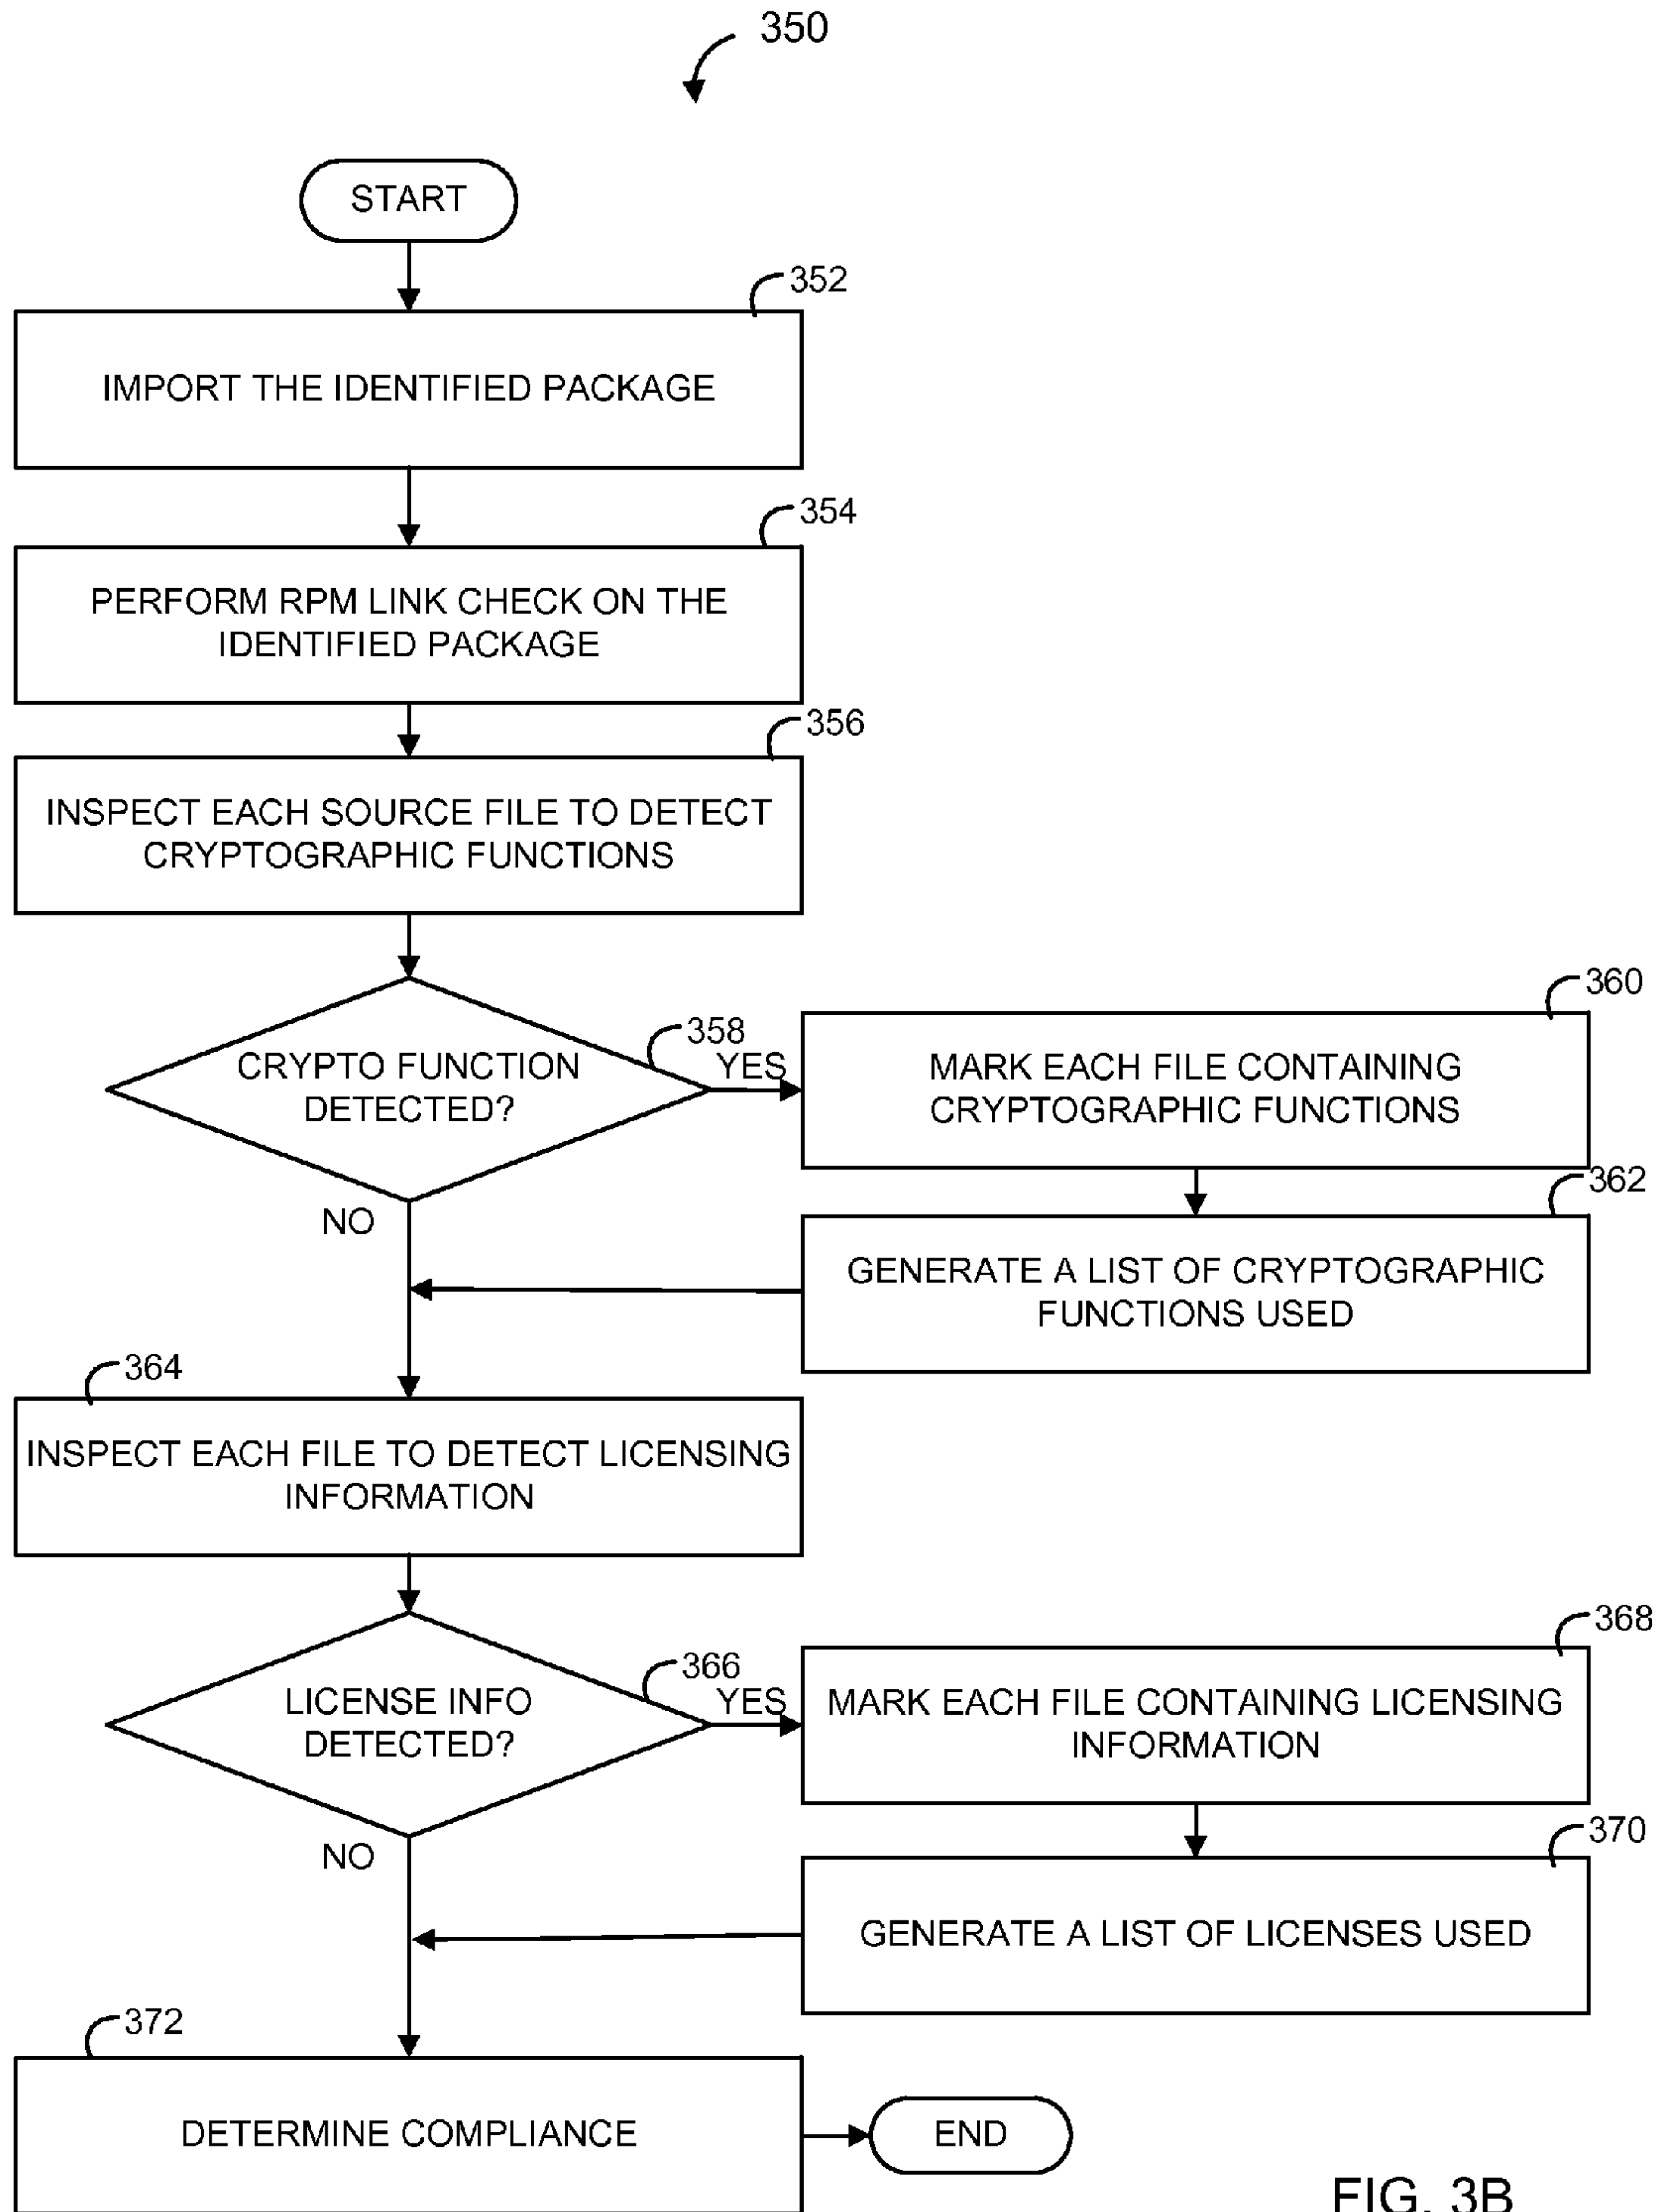 350
START
352
IMPORT THE IDENTIFIED PACKAGE
354
PERFORM RPM LINK CHECK ON THE
IDENTIFIED PACKAGE
356
INSPECT EACH SOURCE FILE TO DETECT
CRYPTOGRAPHIC FUNCTIONS
358
CRYPTO FUNCTION
DETECTED?
YES
360
MARK EACH FILE CONTAINING
CRYPTOGRAPHIC FUNCTIONS
362
GENERATE A LIST OF CRYPTOGRAPHIC
FUNCTIONS USED
NO
364
INSPECT EACH FILE TO DETECT LICENSING
INFORMATION
366
LICENSE INFO
DETECTED?
YES
368
MARK EACH FILE CONTAINING LICENSING
INFORMATION
370
GENERATE A LIST OF LICENSES USED
NO
372
DETERMINE COMPLIANCE
END
FIG. 3B